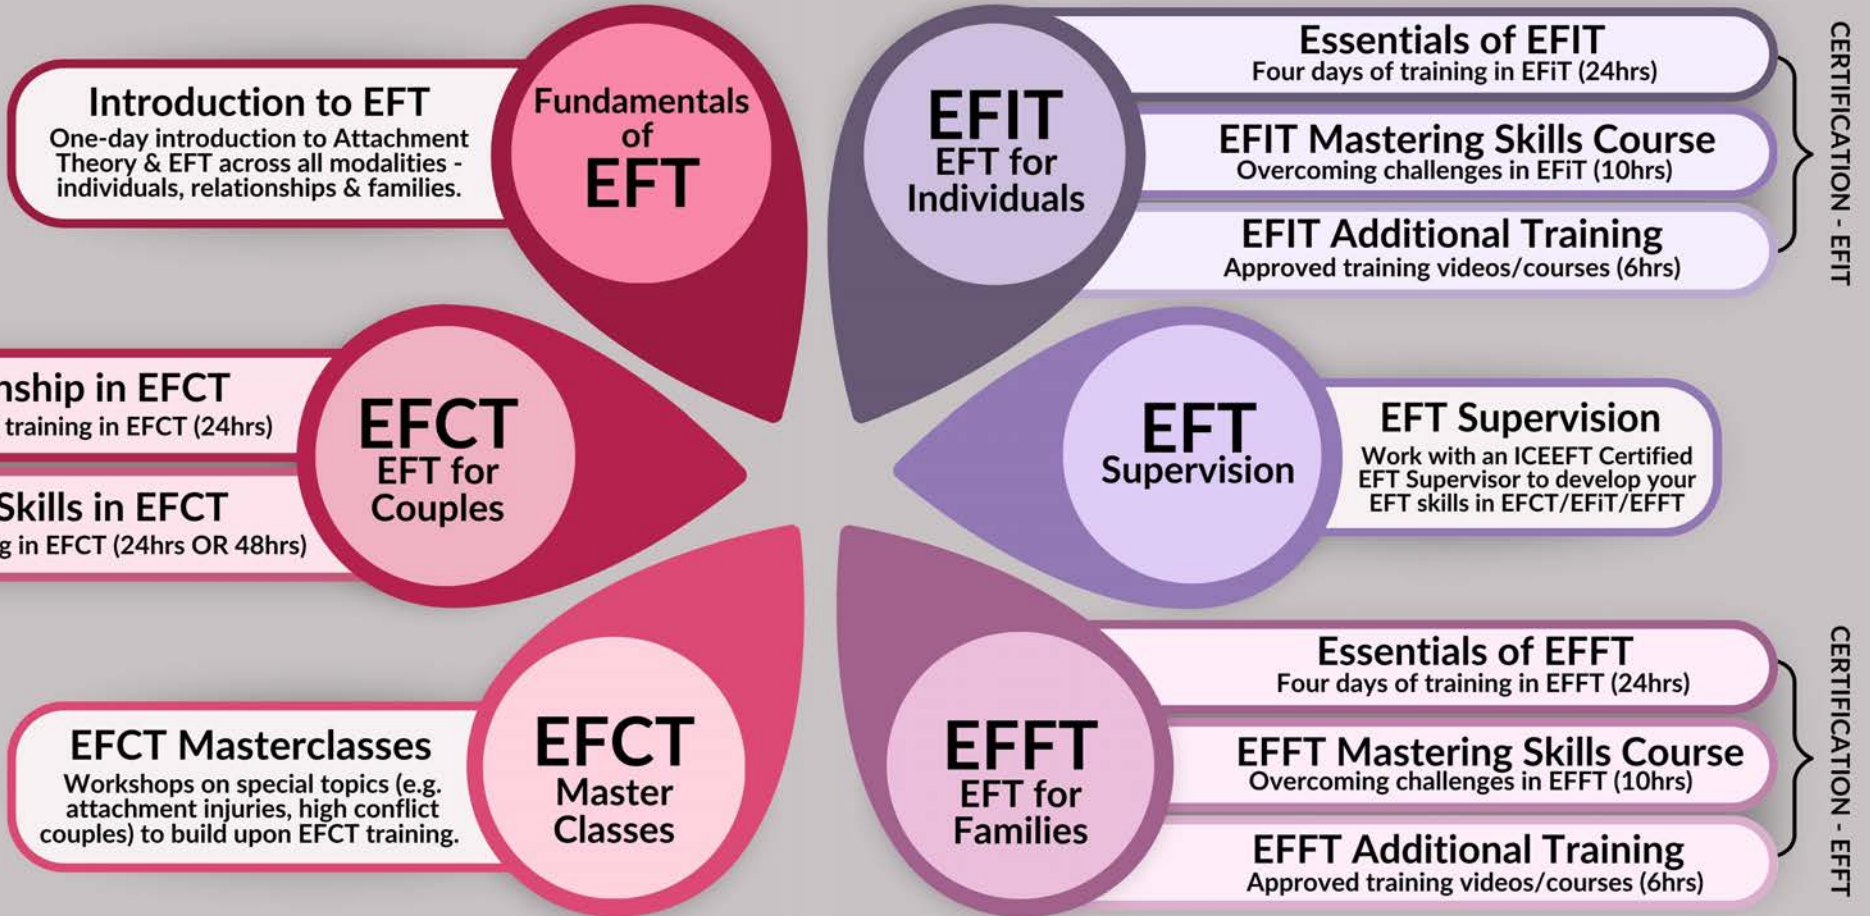 Introduction to EFT
One-day introduction to Attachment
Theory & EFT across all modalities -
individuals, relationships & families.
Fundamentals
of
EFT
nship in EFCT
training in EFCT (24hrs)
Skills in EFCT
g in EFCT (24hrs OR 48hrs)
EFCT
EFT for
Couples
EFCT Masterclasses
Workshops on special topics (e.g.
attachment injuries, high conflict
couples) to build upon EFCT training.
EFCT
Master
Classes
EFIT
EFT for
Individuals
Essentials of EFIT
Four days of training in EFiT (24hrs)
EFIT Mastering Skills Course
Overcoming challenges in EFiT (10hrs)
EFIT Additional Training
Approved training videos/courses (6hrs)
CERTIFICATION - EFIT
EFT
Supervision
EFT Supervision
Work with an ICEEFT Certified
EFT Supervisor to develop your
EFT skills in EFCT/EFiT/EFFT
EFFT
EFT for
Families
Essentials of EFFT
Four days of training in EFFT (24hrs)
EFFT Mastering Skills Course
Overcoming challenges in EFFT (10hrs)
EFFT Additional Training
Approved training videos/courses (6hrs)
CERTIFICATION - EFFT